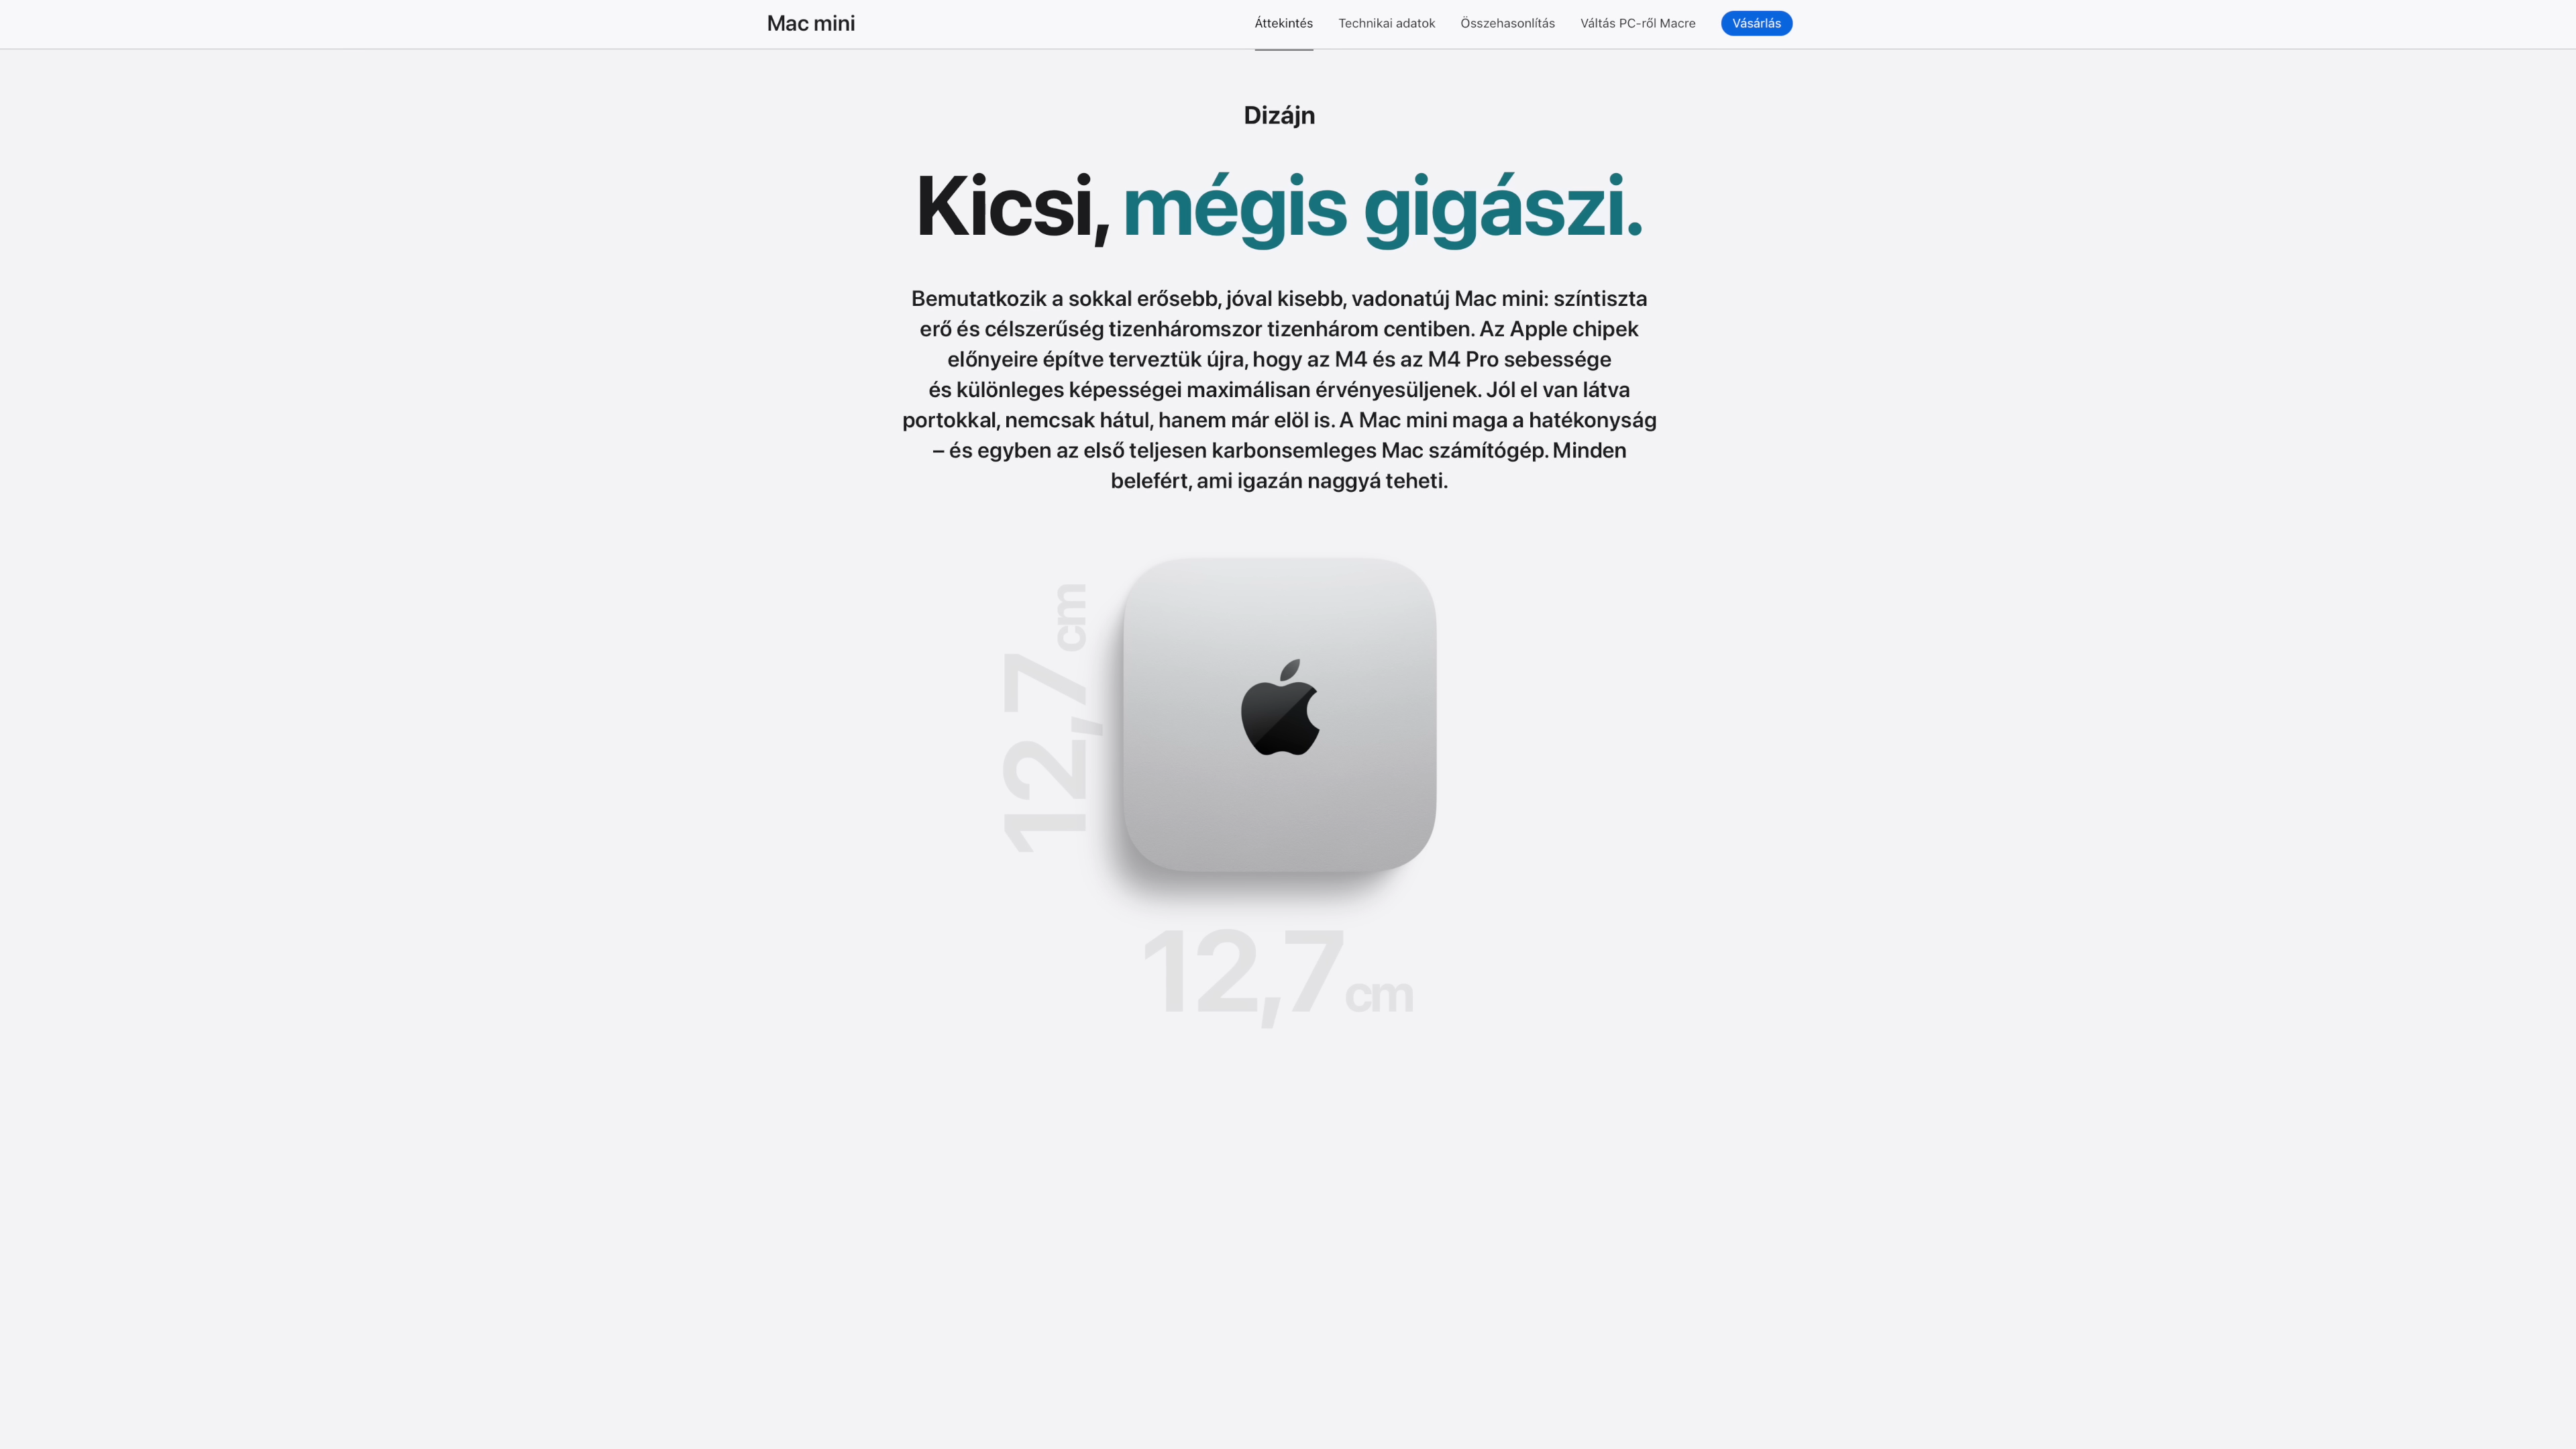 Mac mini
Áttekintés
Technikai adatok
Összehasonlítás
Váltás PC-ről Macre
Vásárlás
Dizájn
Kicsi, mégis gigászi.
Bemutatkozik a sokkal erősebb, jóval kisebb, vadonatúj Mac mini: színtiszta
erő és célszerűség tizenháromszor tizenhárom centiben. Az Apple chipek
előnyeire építve terveztük újra, hogy az M4 és az M4 Pro sebessége
és különleges képességei maximálisan érvényesüljenek. Jól el van látva
portokkal, nemcsak hátul, hanem már elöl is. A Mac mini maga a hatékonyság
– és egyben az első teljesen karbonsemleges Mac számítógép. Minden
belefért, ami igazán naggyá teheti.
12,7 cm
12,7 cm